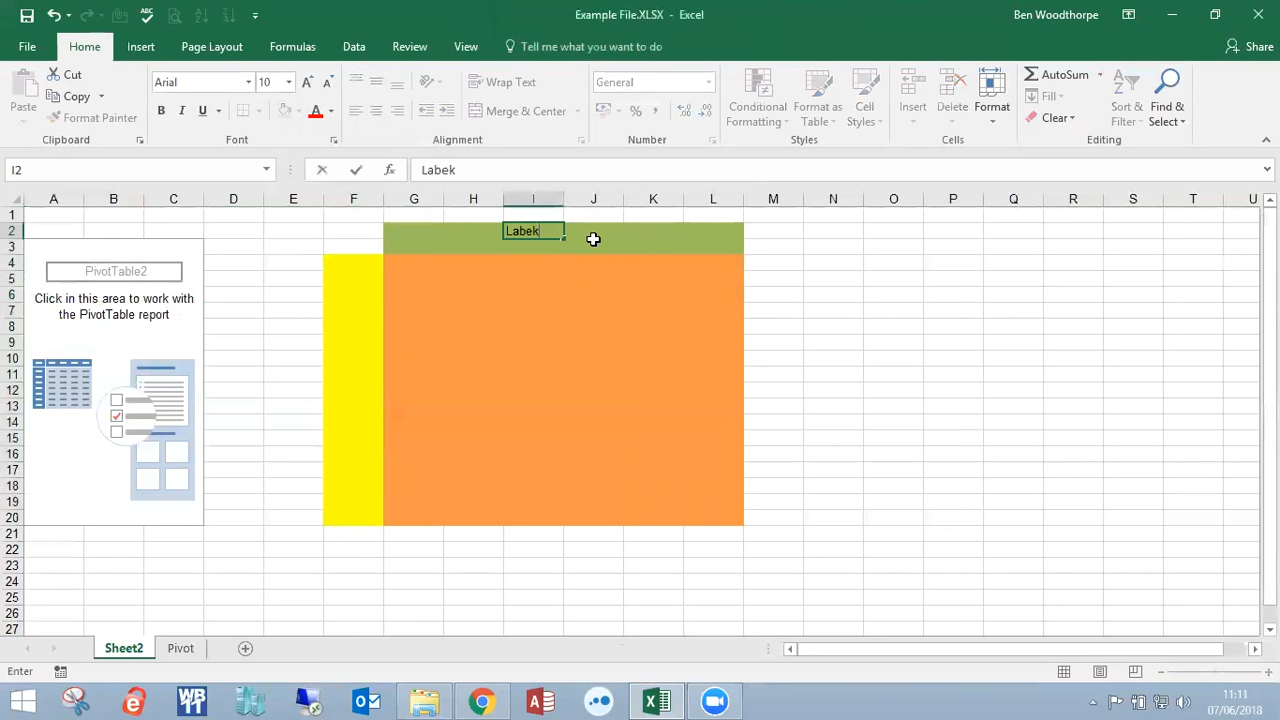 Example File.XLSX - Excel
Ben Woodthorpe
File Home Insert Page Layout Formulas Data Review View Tell me what you want to do Share
Paste Cut Copy Format Painter Clipboard
Arial 10 A A B I U A Font
Wrap Text Merge & Center Alignment
General % , Number
Conditional Formatting Format as Table Cell Styles Styles
Insert Delete Format Cells
AutoSum Fill Clear Sort & Filter Find & Select Editing
I2 fx Labek
A B C D E F G H I J K L M N O P Q R S T U
1
2 Labek
3
4
5
6
7
8
9
10
11
12
13
14
15
16
17
18
19
20
21
22
23
24
25
26
27
PivotTable2
Click in this area to work with
the PivotTable report
Sheet2 Pivot
Enter
11:11
07/06/2018